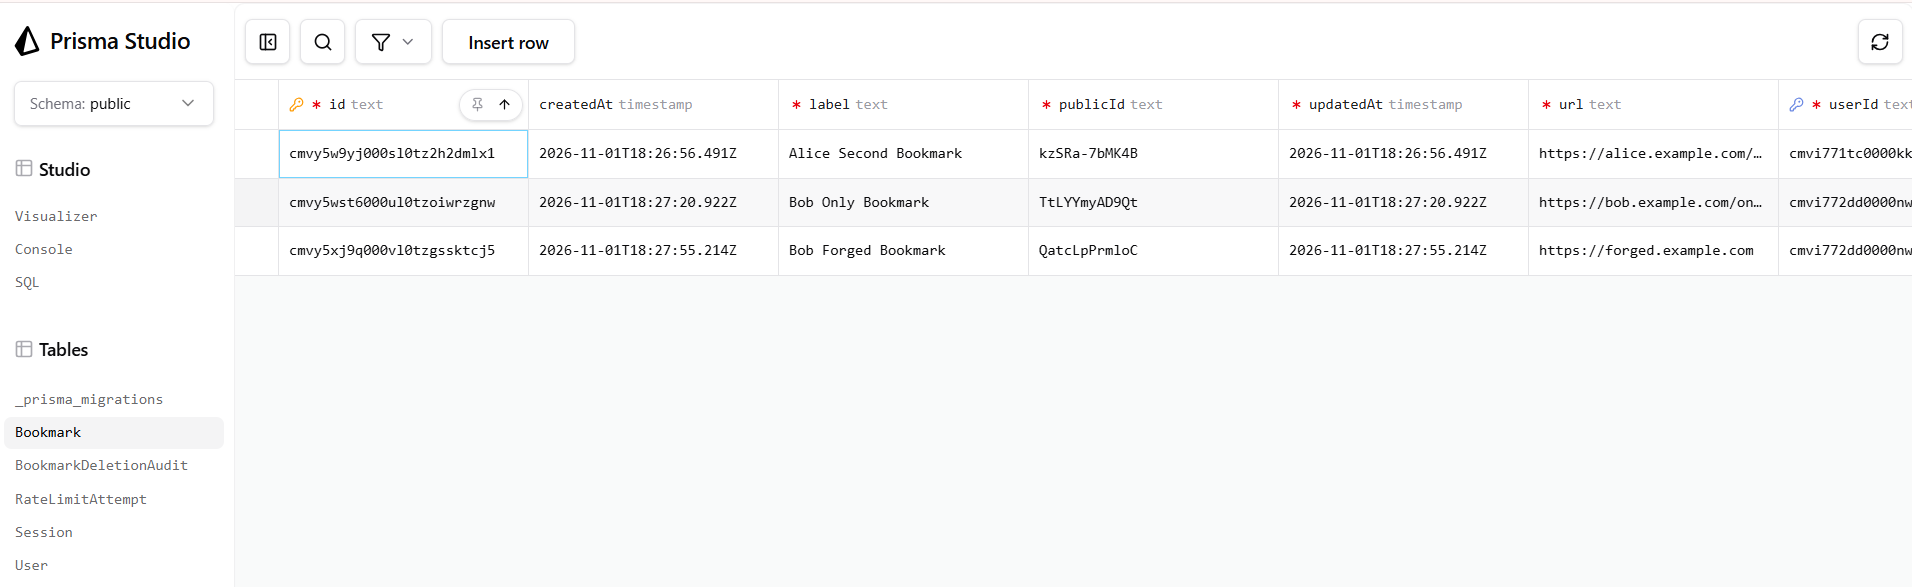 Prisma Studio
Insert row
Schema: public
Studio
Visualizer
Console
SQL
Tables
_prisma_migrations
Bookmark
BookmarkDeletionAudit
RateLimitAttempt
Session
User
* id text createdAt timestamp * label text * publicId text * updatedAt timestamp * url text * userId text
cmvy5w9yj000sl0tz2h2dmlx1 2026-11-01T18:26:56.491Z Alice Second Bookmark kzSRa-7bMK4B 2026-11-01T18:26:56.491Z https://alice.example.com/… cmvi771tc0000kk
cmvy5wst6000ul0tzoiwrzgnw 2026-11-01T18:27:20.922Z Bob Only Bookmark TtLYYmyAD9Qt 2026-11-01T18:27:20.922Z https://bob.example.com/on… cmvi772dd0000nw
cmvy5xj9q000vl0tzgssktcj5 2026-11-01T18:27:55.214Z Bob Forged Bookmark QatcLpPrmloC 2026-11-01T18:27:55.214Z https://forged.example.com cmvi772dd0000nw